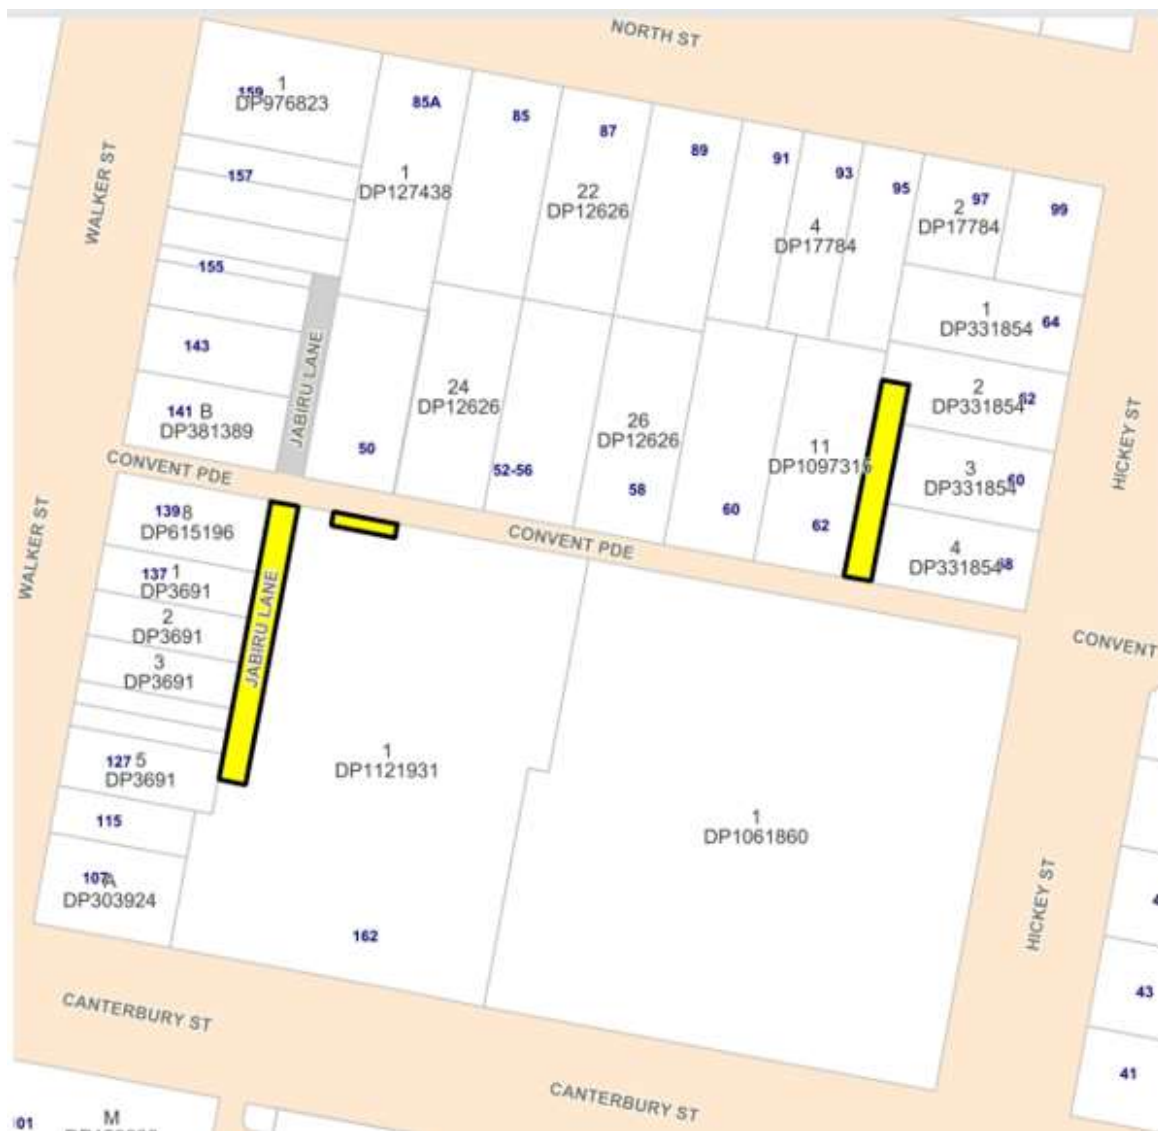 NORTH ST
159 1
DP976823
85A
85
87
89
91
93
95
97
99
WALKER ST
157
1
DP127438
22
DP12626
4
DP17784
2
DP17784
155
1
DP331854
64
143
JABIRU LANE
24
DP12626
2
DP331854
62
141 B
DP381389
26
DP12626
11
DP1097315
3
DP331854
60
HICKEY ST
CONVENT PDE
50
52-56
58
60
62
139 8
DP615196
CONVENT PDE
4
DP331854
WALKER ST
137 1
DP3691
2
DP3691
3
DP3691
JABIRU LANE
CONVENT
127 5
DP3691
1
DP1121931
115
1
DP1061860
107 A
DP303924
162
HICKEY ST
43
CANTERBURY ST
41
CANTERBURY ST
M